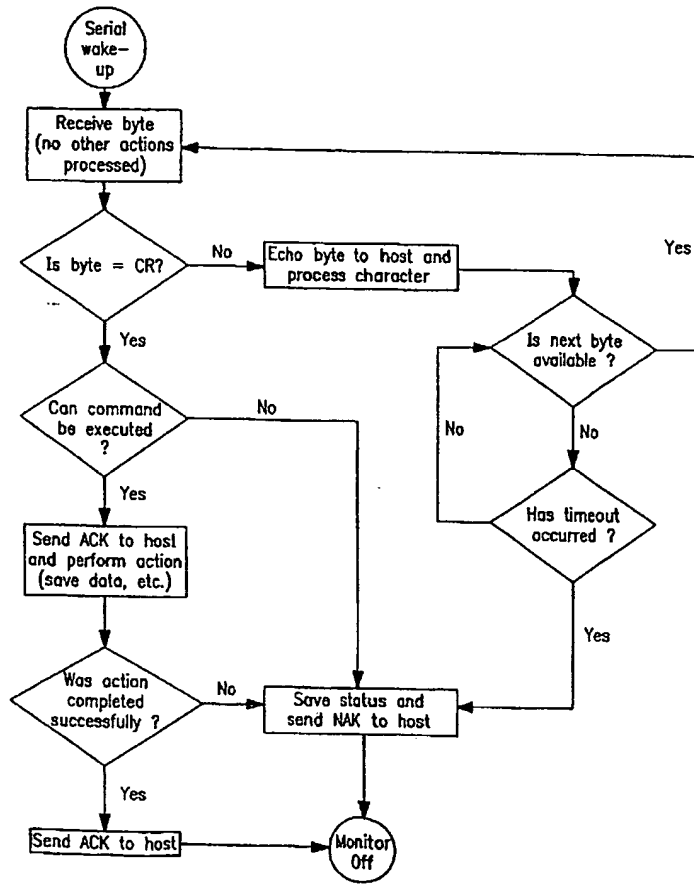 Serial
wake-
up
Receive byte
(no other actions
processed)
Is byte = CR?
No
Echo byte to host and
process character
Yes
Is next byte
available ?
Yes
Can command
be executed
?
No
No
No
Yes
Send ACK to host
and perform action
(save data, etc.)
Has timeout
occurred ?
Yes
Was action
completed
successfully ?
No
Save status and
send NAK to host
Yes
Send ACK to host
Monitor
Off